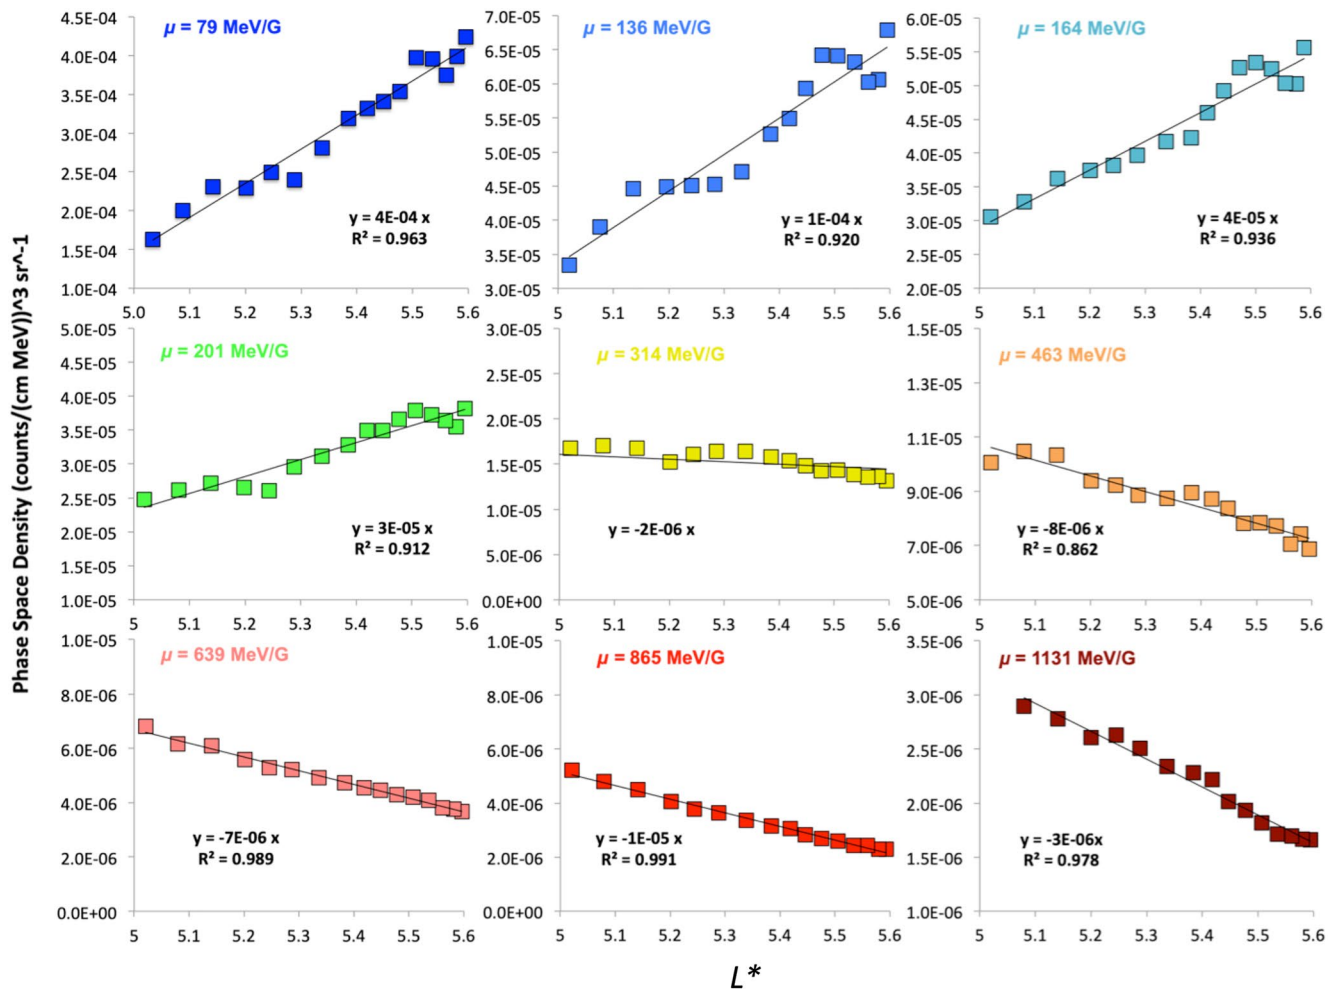 Phase Space Density (counts/(cm MeV))^3 sr^-1
μ = 79 MeV/G
4.5E-04
4.0E-04
3.5E-04
3.0E-04
2.5E-04
2.0E-04
1.5E-04
1.0E-04
y = 4E-04 x
R² = 0.963
5.0 5.1 5.2 5.3 5.4 5.5 5.6
μ = 136 MeV/G
7.0E-05
6.5E-05
6.0E-05
5.5E-05
5.0E-05
4.5E-05
4.0E-05
3.5E-05
3.0E-05
y = 1E-04 x
R² = 0.920
5 5.1 5.2 5.3 5.4 5.5 5.6
μ = 164 MeV/G
6.0E-05
5.5E-05
5.0E-05
4.5E-05
4.0E-05
3.5E-05
3.0E-05
2.5E-05
2.0E-05
y = 4E-05 x
R² = 0.936
5 5.1 5.2 5.3 5.4 5.5 5.6
μ = 201 MeV/G
5.0E-05
4.5E-05
4.0E-05
3.5E-05
3.0E-05
2.5E-05
2.0E-05
1.5E-05
1.0E-05
y = 3E-05 x
R² = 0.912
5 5.1 5.2 5.3 5.4 5.5 5.6
μ = 314 MeV/G
3.0E-05
2.5E-05
2.0E-05
1.5E-05
1.0E-05
5.0E-06
0.0E+00
y = -2E-06 x
5 5.1 5.2 5.3 5.4 5.5 5.6
μ = 463 MeV/G
1.5E-05
1.3E-05
1.1E-05
9.0E-06
7.0E-06
5.0E-06
y = -8E-06 x
R² = 0.862
5 5.1 5.2 5.3 5.4 5.5 5.6
μ = 639 MeV/G
1.0E-05
8.0E-06
6.0E-06
4.0E-06
2.0E-06
0.0E+00
y = -7E-06 x
R² = 0.989
5 5.1 5.2 5.3 5.4 5.5 5.6
μ = 865 MeV/G
1.0E-05
8.0E-06
6.0E-06
4.0E-06
2.0E-06
0.0E+00
y = -1E-05 x
R² = 0.991
5 5.1 5.2 5.3 5.4 5.5 5.6
μ = 1131 MeV/G
3.5E-06
3.0E-06
2.5E-06
2.0E-06
1.5E-06
1.0E-06
y = -3E-06x
R² = 0.978
5 5.1 5.2 5.3 5.4 5.5 5.6
L*